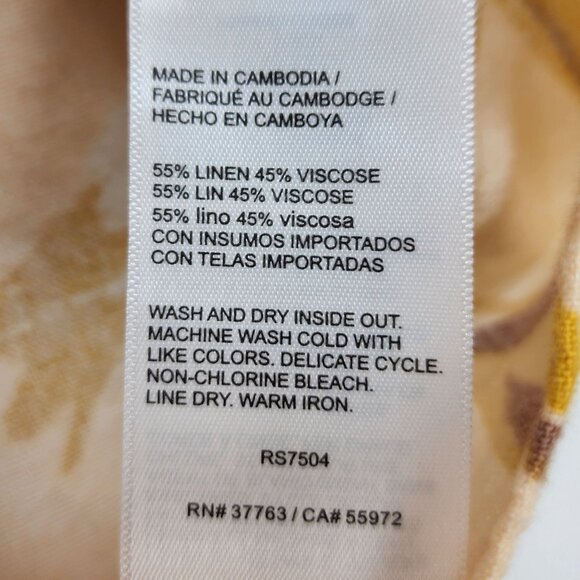 MADE IN CAMBODIA /
FABRIQUÉ AU CAMBODGE /
HECHO EN CAMBOYA
55% LINEN 45% VISCOSE
55% LIN 45% VISCOSE
55% lino 45% viscosa
CON INSUMOS IMPORTADOS
CON TELAS IMPORTADAS
WASH AND DRY INSIDE OUT.
MACHINE WASH COLD WITH
LIKE COLORS. DELICATE CYCLE.
NON-CHLORINE BLEACH.
LINE DRY. WARM IRON.
RS7504
RN# 37763 / CA# 55972